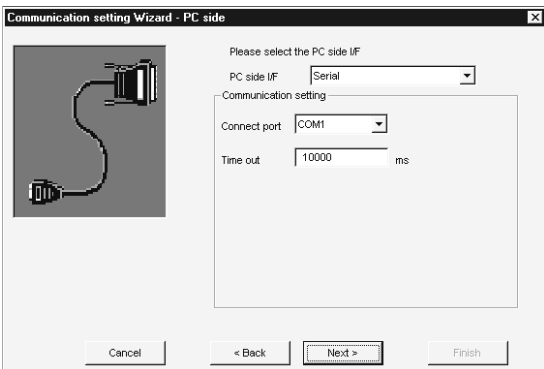 Communication setting Wizard - PC side
Please select the PC side I/F
PC side I/F Serial
Communication setting
Connect port COM1
Time out 10000 ms
Cancel < Back Next > Finish